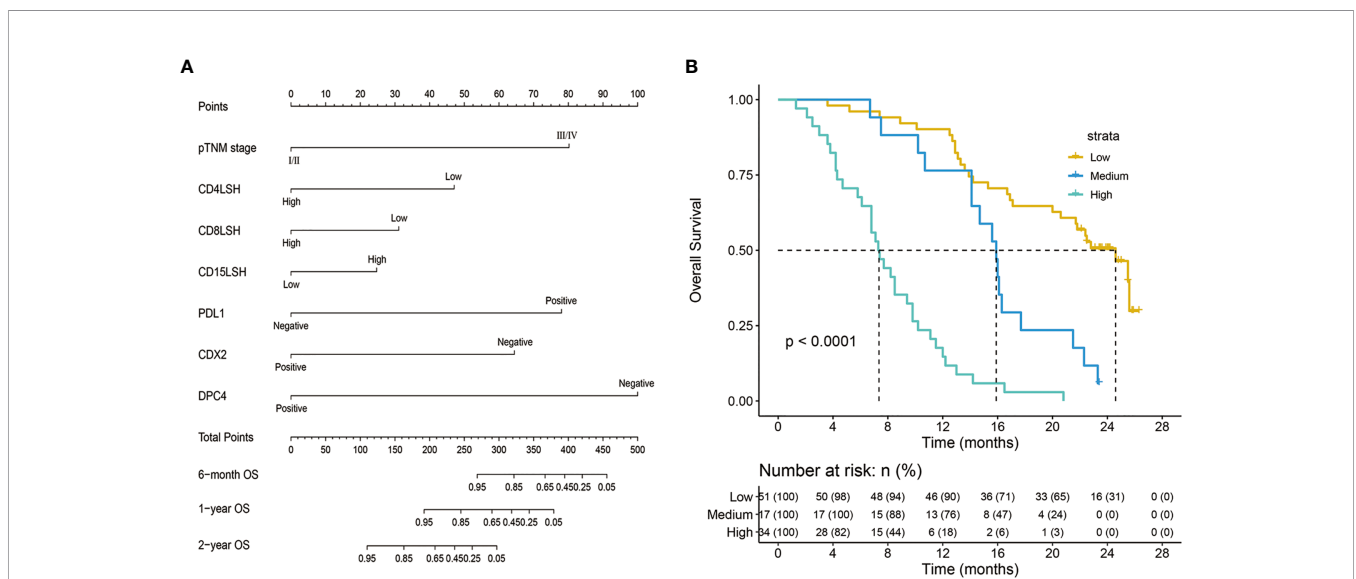 A
Points
0 10 20 30 40 50 60 70 80 90 100
pTNM stage
III/IV
I/II
CD4LSH
Low
High
CD8LSH
Low
High
CD15LSH
High
Low
PDL1
Positive
Negative
CDX2
Negative
Positive
DPC4
Negative
Positive
Total Points
0 50 100 150 200 250 300 350 400 450 500
6−month OS
0.95 0.85 0.65 0.45 0.25 0.05
1−year OS
0.95 0.85 0.65 0.45 0.25 0.05
2−year OS
0.95 0.85 0.65 0.45 0.25 0.05
B
Overall Survival
1.00
0.75
0.50
0.25
0.00
strata
Low
Medium
High
p < 0.0001
0 4 8 12 16 20 24 28
Time (months)
Number at risk: n (%)
Low 51 (100) 50 (98) 48 (94) 46 (90) 36 (71) 33 (65) 16 (31) 0 (0)
Medium 17 (100) 17 (100) 15 (88) 13 (76) 8 (47) 4 (24) 0 (0) 0 (0)
High 34 (100) 28 (82) 15 (44) 6 (18) 2 (6) 1 (3) 0 (0) 0 (0)
0 4 8 12 16 20 24 28
Time (months)